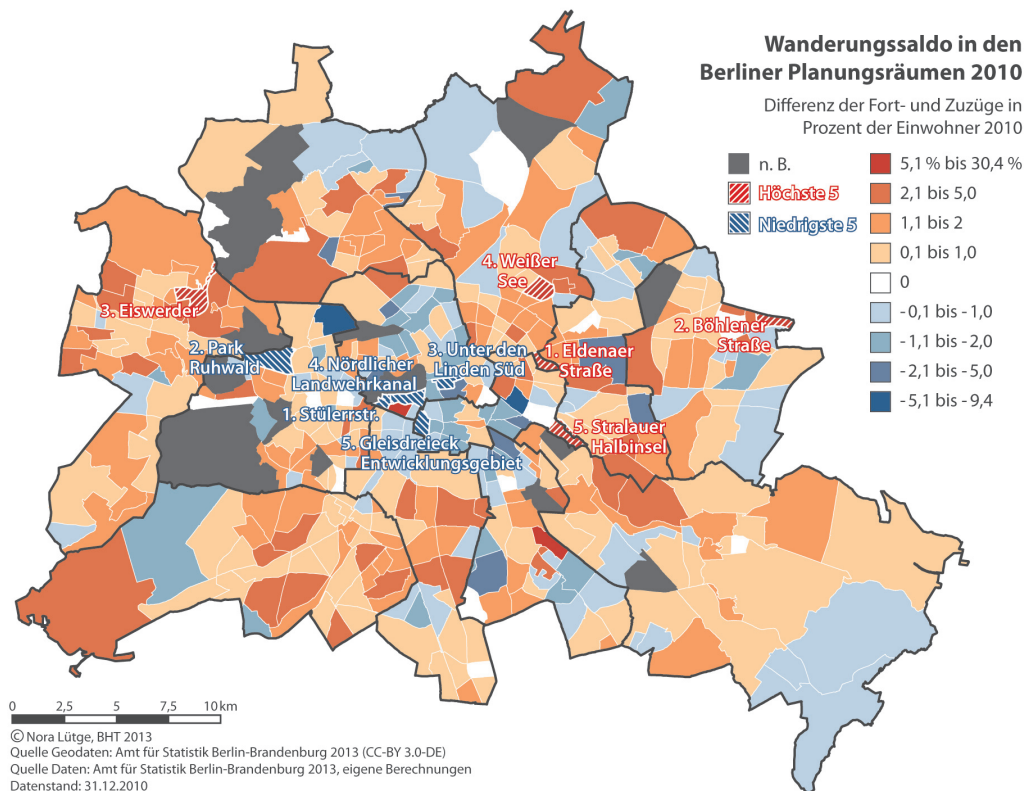 Wanderungssaldo in den
Berliner Planungsräumen 2010
Differenz der Fort- und Zuzüge in
Prozent der Einwohner 2010
n. B.
Höchste 5
Niedrigste 5
5,1 % bis 30,4 %
2,1 bis 5,0
1,1 bis 2
0,1 bis 1,0
0
-0,1 bis -1,0
-1,1 bis -2,0
-2,1 bis -5,0
-5,1 bis -9,4
4. Weißer
See
3. Eiswerder
2. Böhlener
Straße
2. Park
Ruhwald
4. Nördlicher
Landwehrkanal
3. Unter den
Linden Süd
1. Eldenaer
Straße
1. Stülerrstr.
5. Gleisdreieck
Entwicklungsgebiet
5. Stralauer
Halbinsel
0 2,5 5 7,5 10 km
© Nora Lütge, BHT 2013
Quelle Geodaten: Amt für Statistik Berlin-Brandenburg 2013 (CC-BY 3.0-DE)
Quelle Daten: Amt für Statistik Berlin-Brandenburg 2013, eigene Berechnungen
Datenstand: 31.12.2010